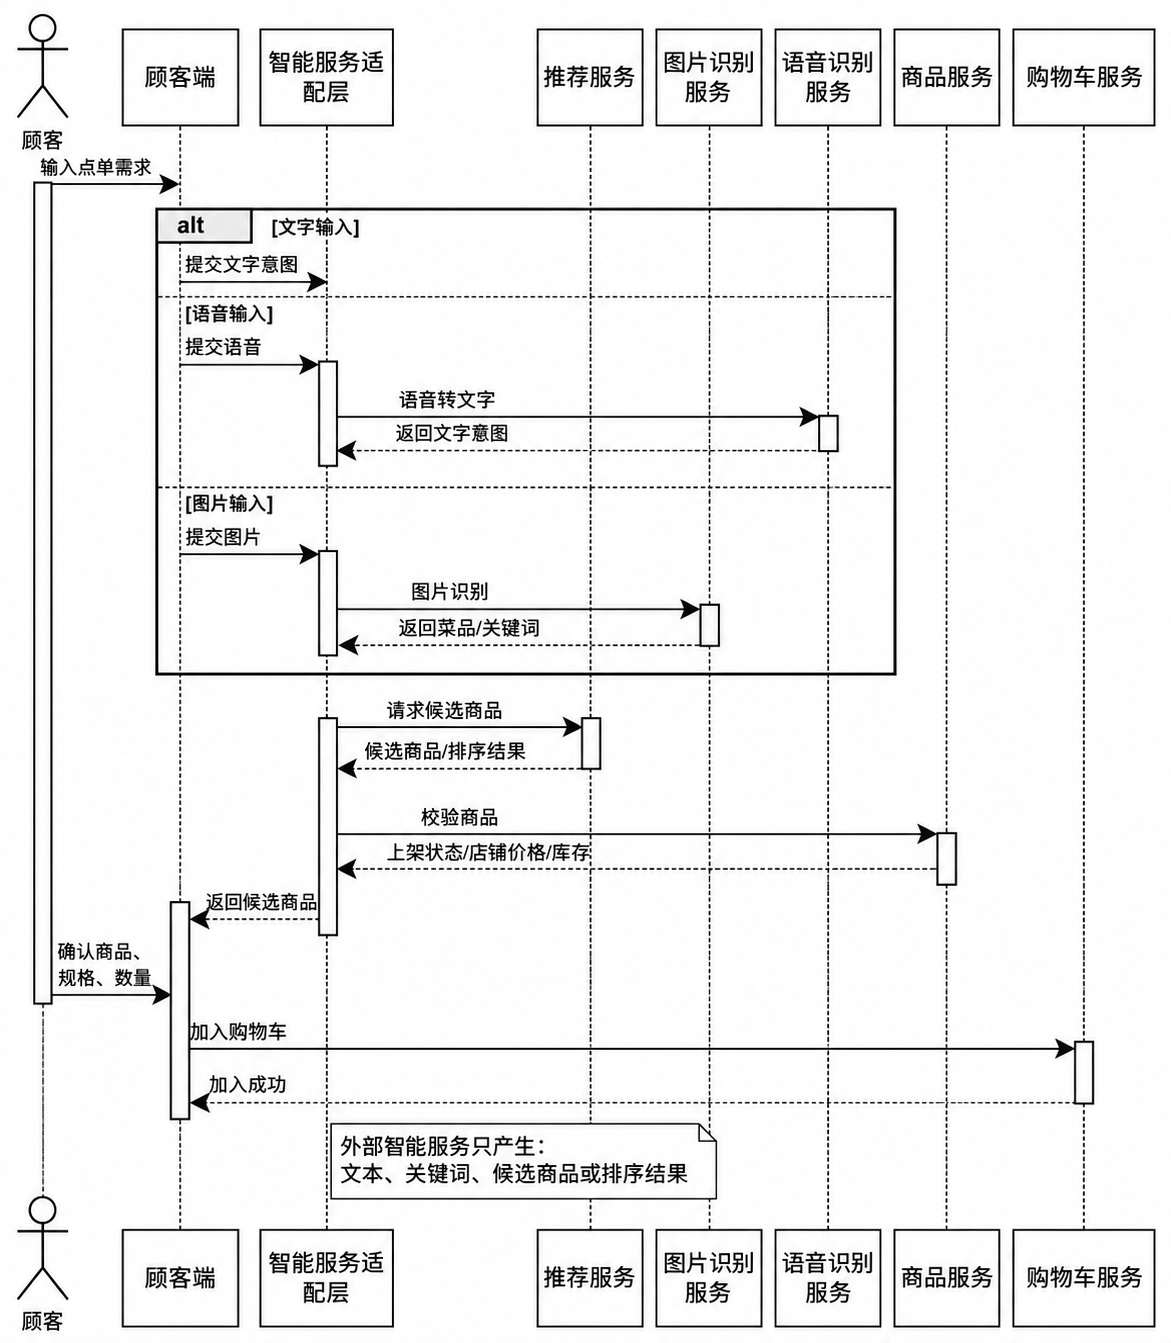 顾客
顾客端
智能服务适
配层
推荐服务
图片识别
服务
语音识别
服务
商品服务
购物车服务
输入点单需求
alt
[文字输入]
提交文字意图
[语音输入]
提交语音
语音转文字
返回文字意图
[图片输入]
提交图片
图片识别
返回菜品/关键词
请求候选商品
候选商品/排序结果
校验商品
上架状态/店铺价格/库存
返回候选商品
确认商品、
规格、数量
加入购物车
加入成功
外部智能服务只产生：
文本、关键词、候选商品或排序结果
顾客
顾客端
智能服务适
配层
推荐服务
图片识别
服务
语音识别
服务
商品服务
购物车服务